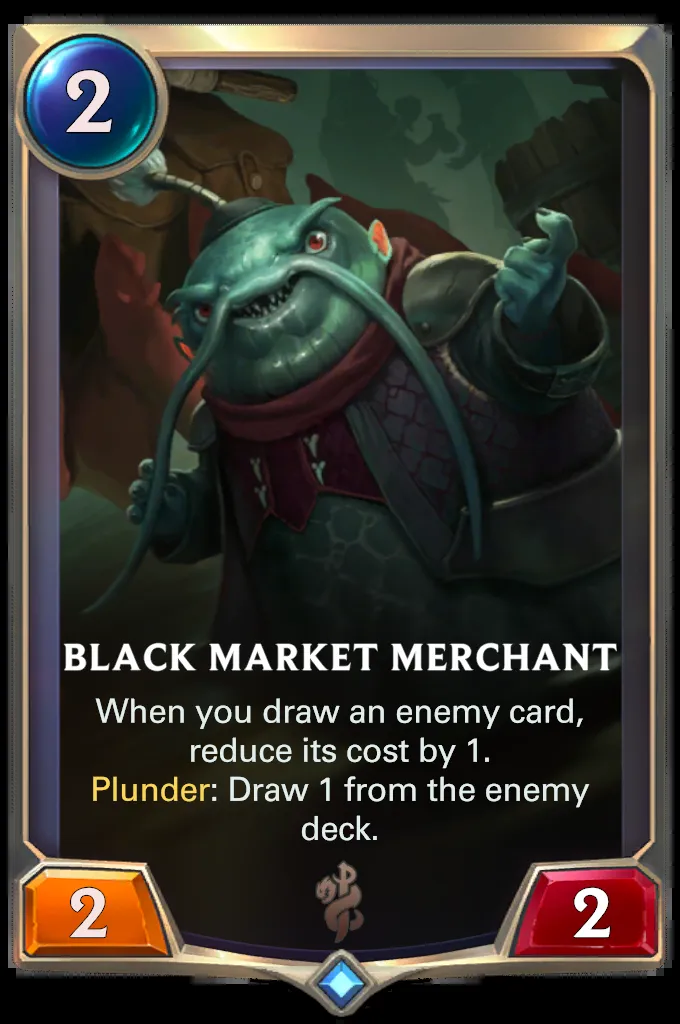 2
BLACK MARKET MERCHANT
When you draw an enemy card,
reduce its cost by 1.
Plunder: Draw 1 from the enemy
deck.
2
2